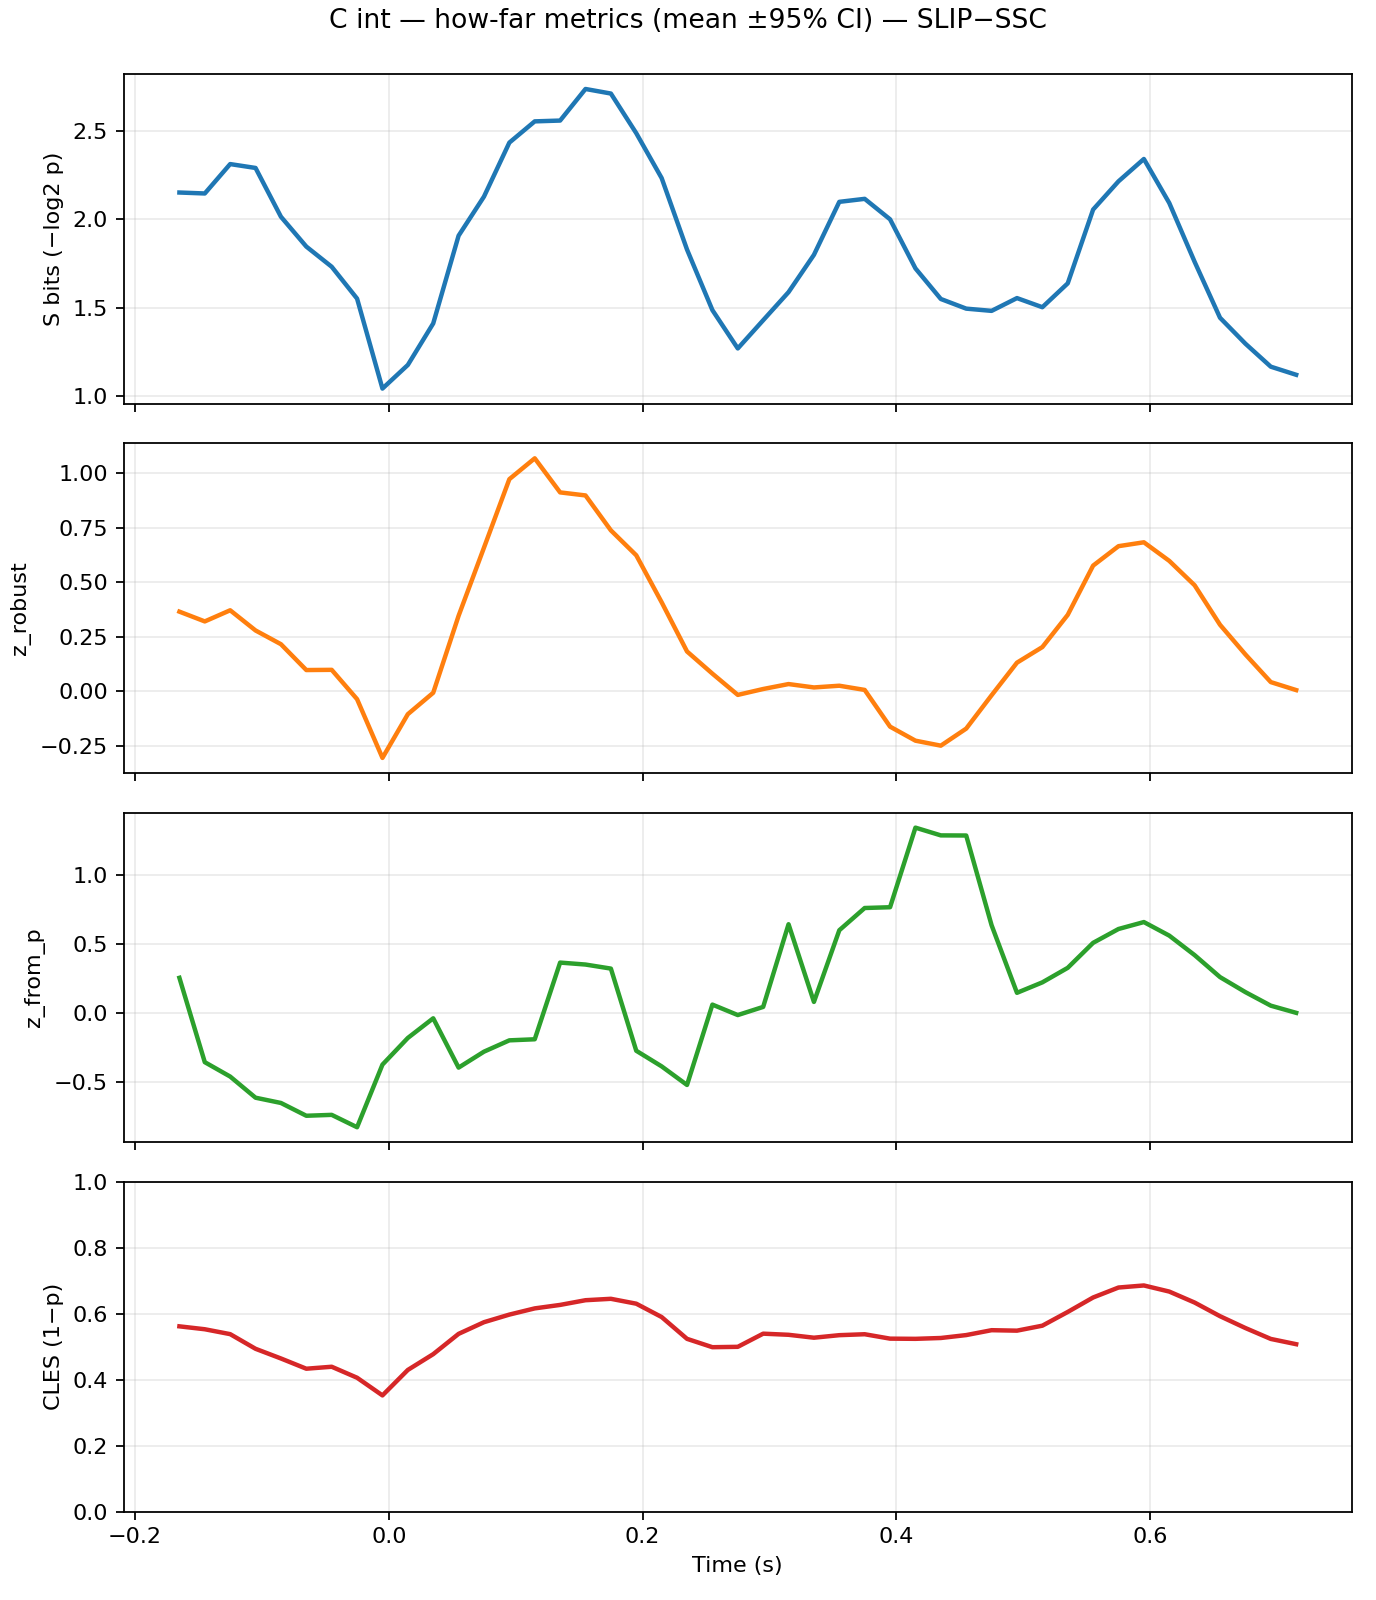 C int — how-far metrics (mean ±95% CI) — SLIP−SSC
S bits (−log2 p)
2.5
2.0
1.5
1.0
z_robust
1.00
0.75
0.50
0.25
0.00
−0.25
z_from_p
1.0
0.5
0.0
−0.5
CLES (1−p)
1.0
0.8
0.6
0.4
0.2
0.0
−0.2 0.0 0.2 0.4 0.6
Time (s)